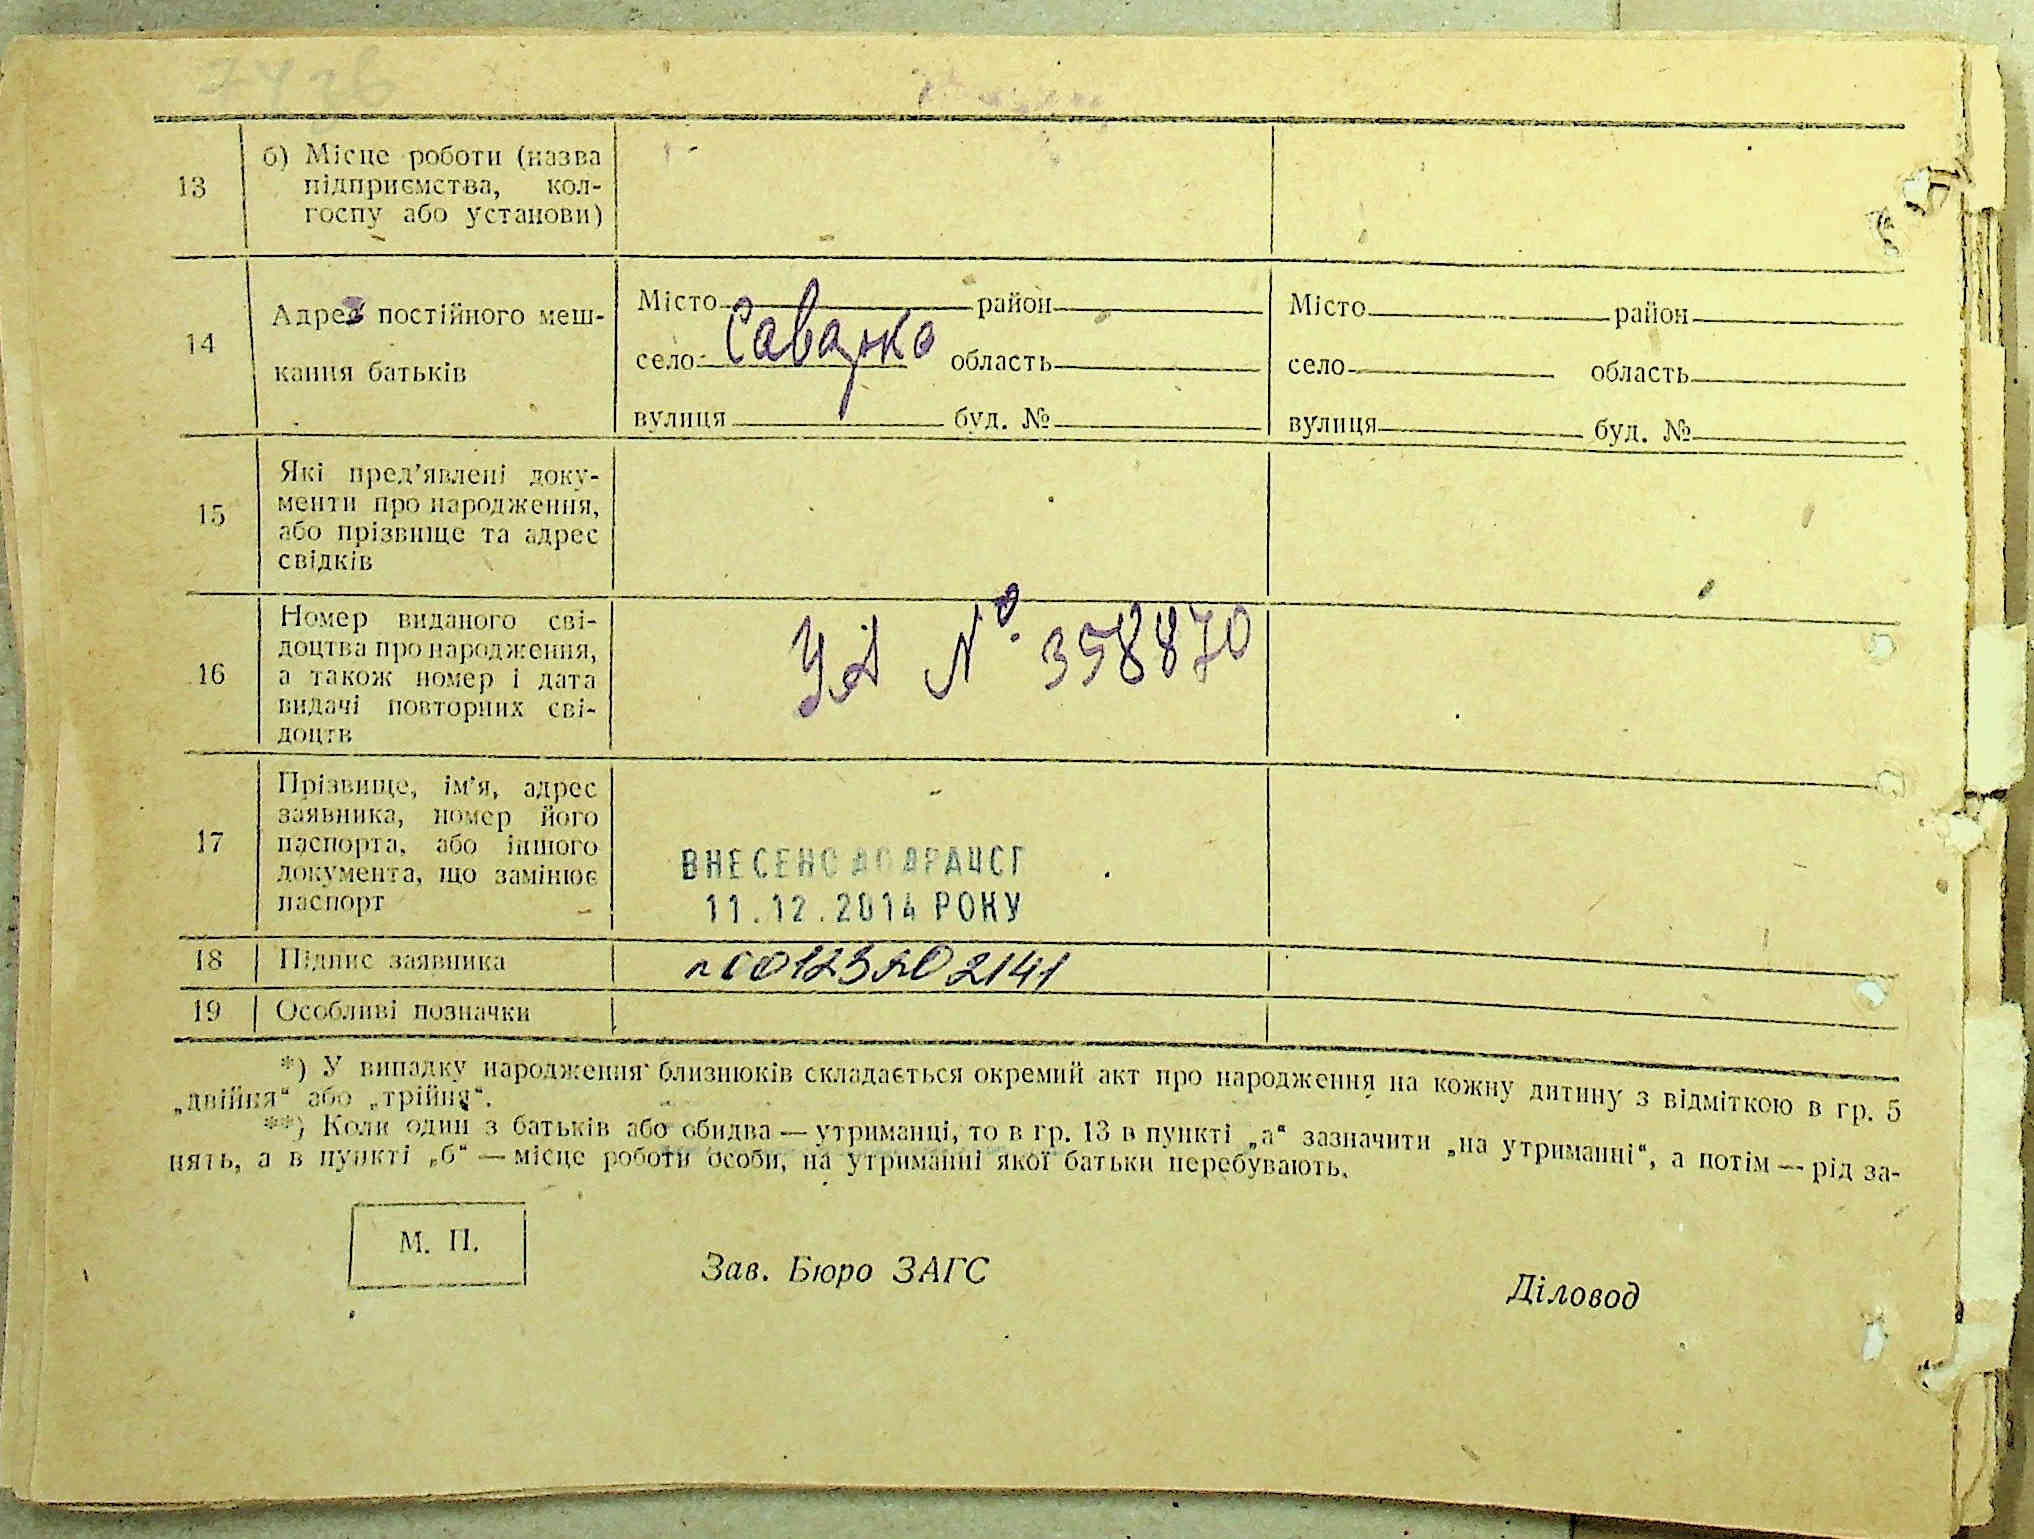 13
б) Місце роботи (назва
підприємства, кол-
госпу або установи)
14
Адрес постійного меш-
кання батьків
Місто район
село Саварка область
вулиця буд. №
Місто район
село область
вулиця буд. №
15
Які пред’явлені доку-
менти про народження,
або прізвище та адрес
свідків
16
Номер виданого сві-
доцтва про народження,
а також номер і дата
видачі повторних сві-
доцтв
УА № 358870
17
Прізвище, ім’я, адрес
заявника, номер його
паспорта, або іншого
документа, що замінює
паспорт
ВНЕСЕНО ДО ДРАЦСГ
11.12.2014 РОКУ
18
Підпис заявника
19
Особливі позначки
*) У випадку народження близнюків складається окремий акт про народження на кожну дитину з відміткою в гр. 5
„двійня“ або „трійня“.
**) Коли один з батьків або обидва — утриманці, то в гр. 13 в пункті „а“ зазначити „на утриманні“, а потім — рід за-
нять, а в пункті „б“ — місце роботи особи, на утриманні якої батьки перебувають.
М. П.
Зав. Бюро ЗАГС
Діловод